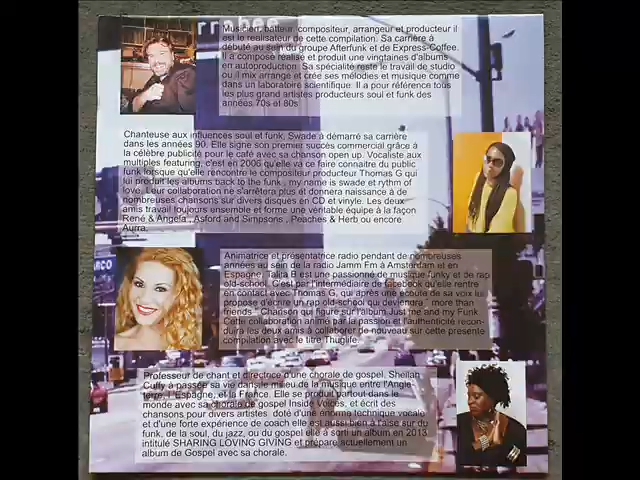 rrabee
Musicien, batteur, compositeur, arrangeur et producteur il
est le réalisateur de cette compilation. Sa carrière à
débuté au sein du groupe Afterfunk et de Express-Coffee.
Il a composé réalisé et produit une vingtaines d'albums
en autoproduction. Sa spécialité reste le travail de studio
ou il mix arrange et crée ses mélodies et musique comme
dans un laboratoire scientifique. Il a pour référence tous
les plus grand artistes producteurs soul et funk des
années 70s et 80s
Chanteuse aux influences soul et funk, Swade à démarré sa carrière
dans les années 90. Elle signe son premier succès commercial grâce à
la célèbre publicité pour le café avec sa chanson open up. Vocaliste aux
multiples featuring, c'est en 2006 qu'elle va ce faire connaitre du public
funk lorsque qu'elle rencontre le compositeur producteur Thomas G qui
lui produit les albums back to the funk , my name is swade et rythm of
love. Leur collaboration ne s'arrêtera plus et donnera naissance à de
nombreuses chansons sur divers disques en CD et vinyle. Les deux
amis travail toujours ensemble et forme une véritable équipe à la façon
René & Angela , Asford and Simpsons , Peaches & Herb ou encore
Aurra.
ARCO
Animatrice et présentatrice radio pendant de nombreuses
années au sein de la radio Jamm Fm à Amsterdam et en
Espagne, Talita B est une passionné de musique funky et de rap
old-school. C'est par l'intermédiaire de facebook qu'elle rentre
en contact avec Thomas G, qui après une écoute de sa voix lui
propose d'écrire un rap old-school qui deviendra " more than
friends " Chanson qui figure sur l'album Just me and my Funk
Cette collaboration animé par la passion et l'authenticité recon-
duira les deux amis à collaborer de nouveau sur cette présente
compilation avec le titre Thuglife.
Professeur de chant et directrice d'une chorale de gospel, Sheilah
Cuffy à passée sa vie dans le milieu de la musique entre l'Angle-
terre, l'Espagne, et la France. Elle se produit partout dans le
monde avec sa chorale de gospel Inside Voices, et écrit des
chansons pour divers artistes doté d'une énorme technique vocale
et d'une forte expérience de coach elle est aussi bien à l'aise sur du
funk, de la soul, du jazz, ou du gospel elle à sorti un album en 2013
intitulé SHARING LOVING GIVING et prépare actuellement un
album de Gospel avec sa chorale.